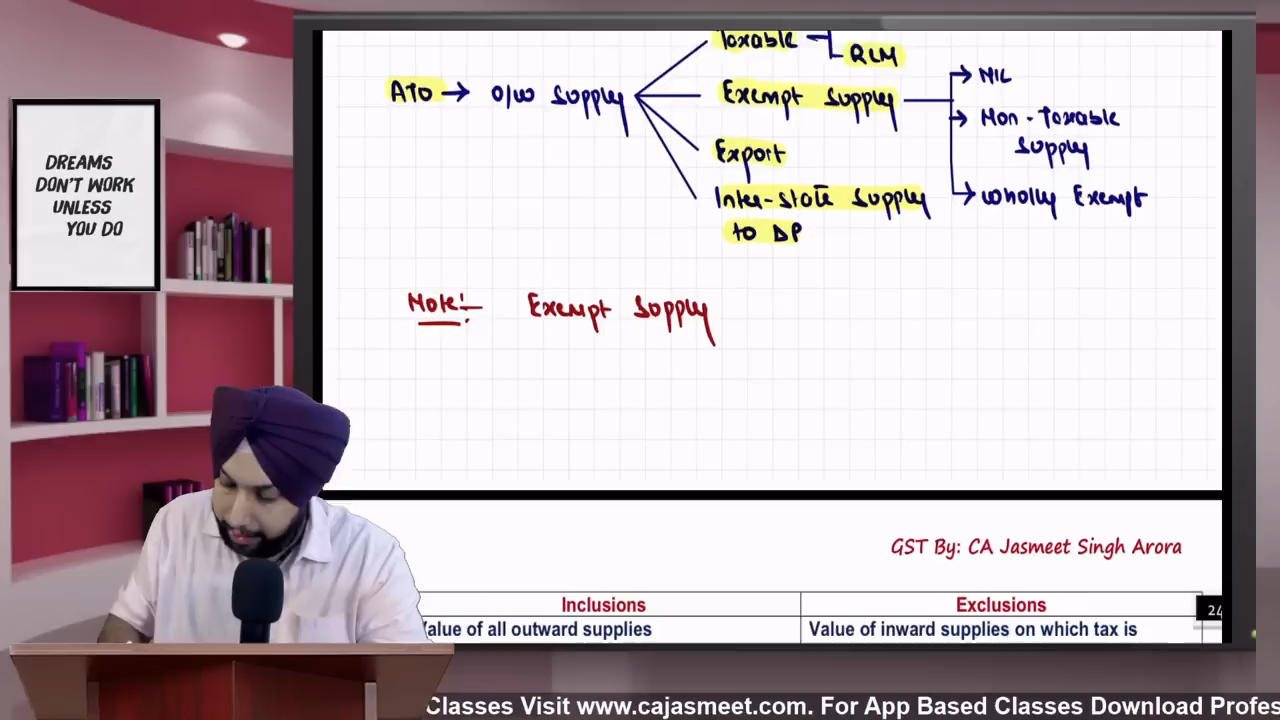 Taxable
RCM
ATO → O/W Supply
Exempt Supply
NIL
Non-Taxable
Supply
Export
Inter-State Supply
to DP
Wholly Exempt
Note:- Exempt Supply
DREAMS
DON'T WORK
UNLESS
YOU DO
GST By: CA Jasmeet Singh Arora
Inclusions Exclusions
Value of all outward supplies Value of inward supplies on which tax is
24
Classes Visit www.cajasmeet.com. For App Based Classes Download Profes